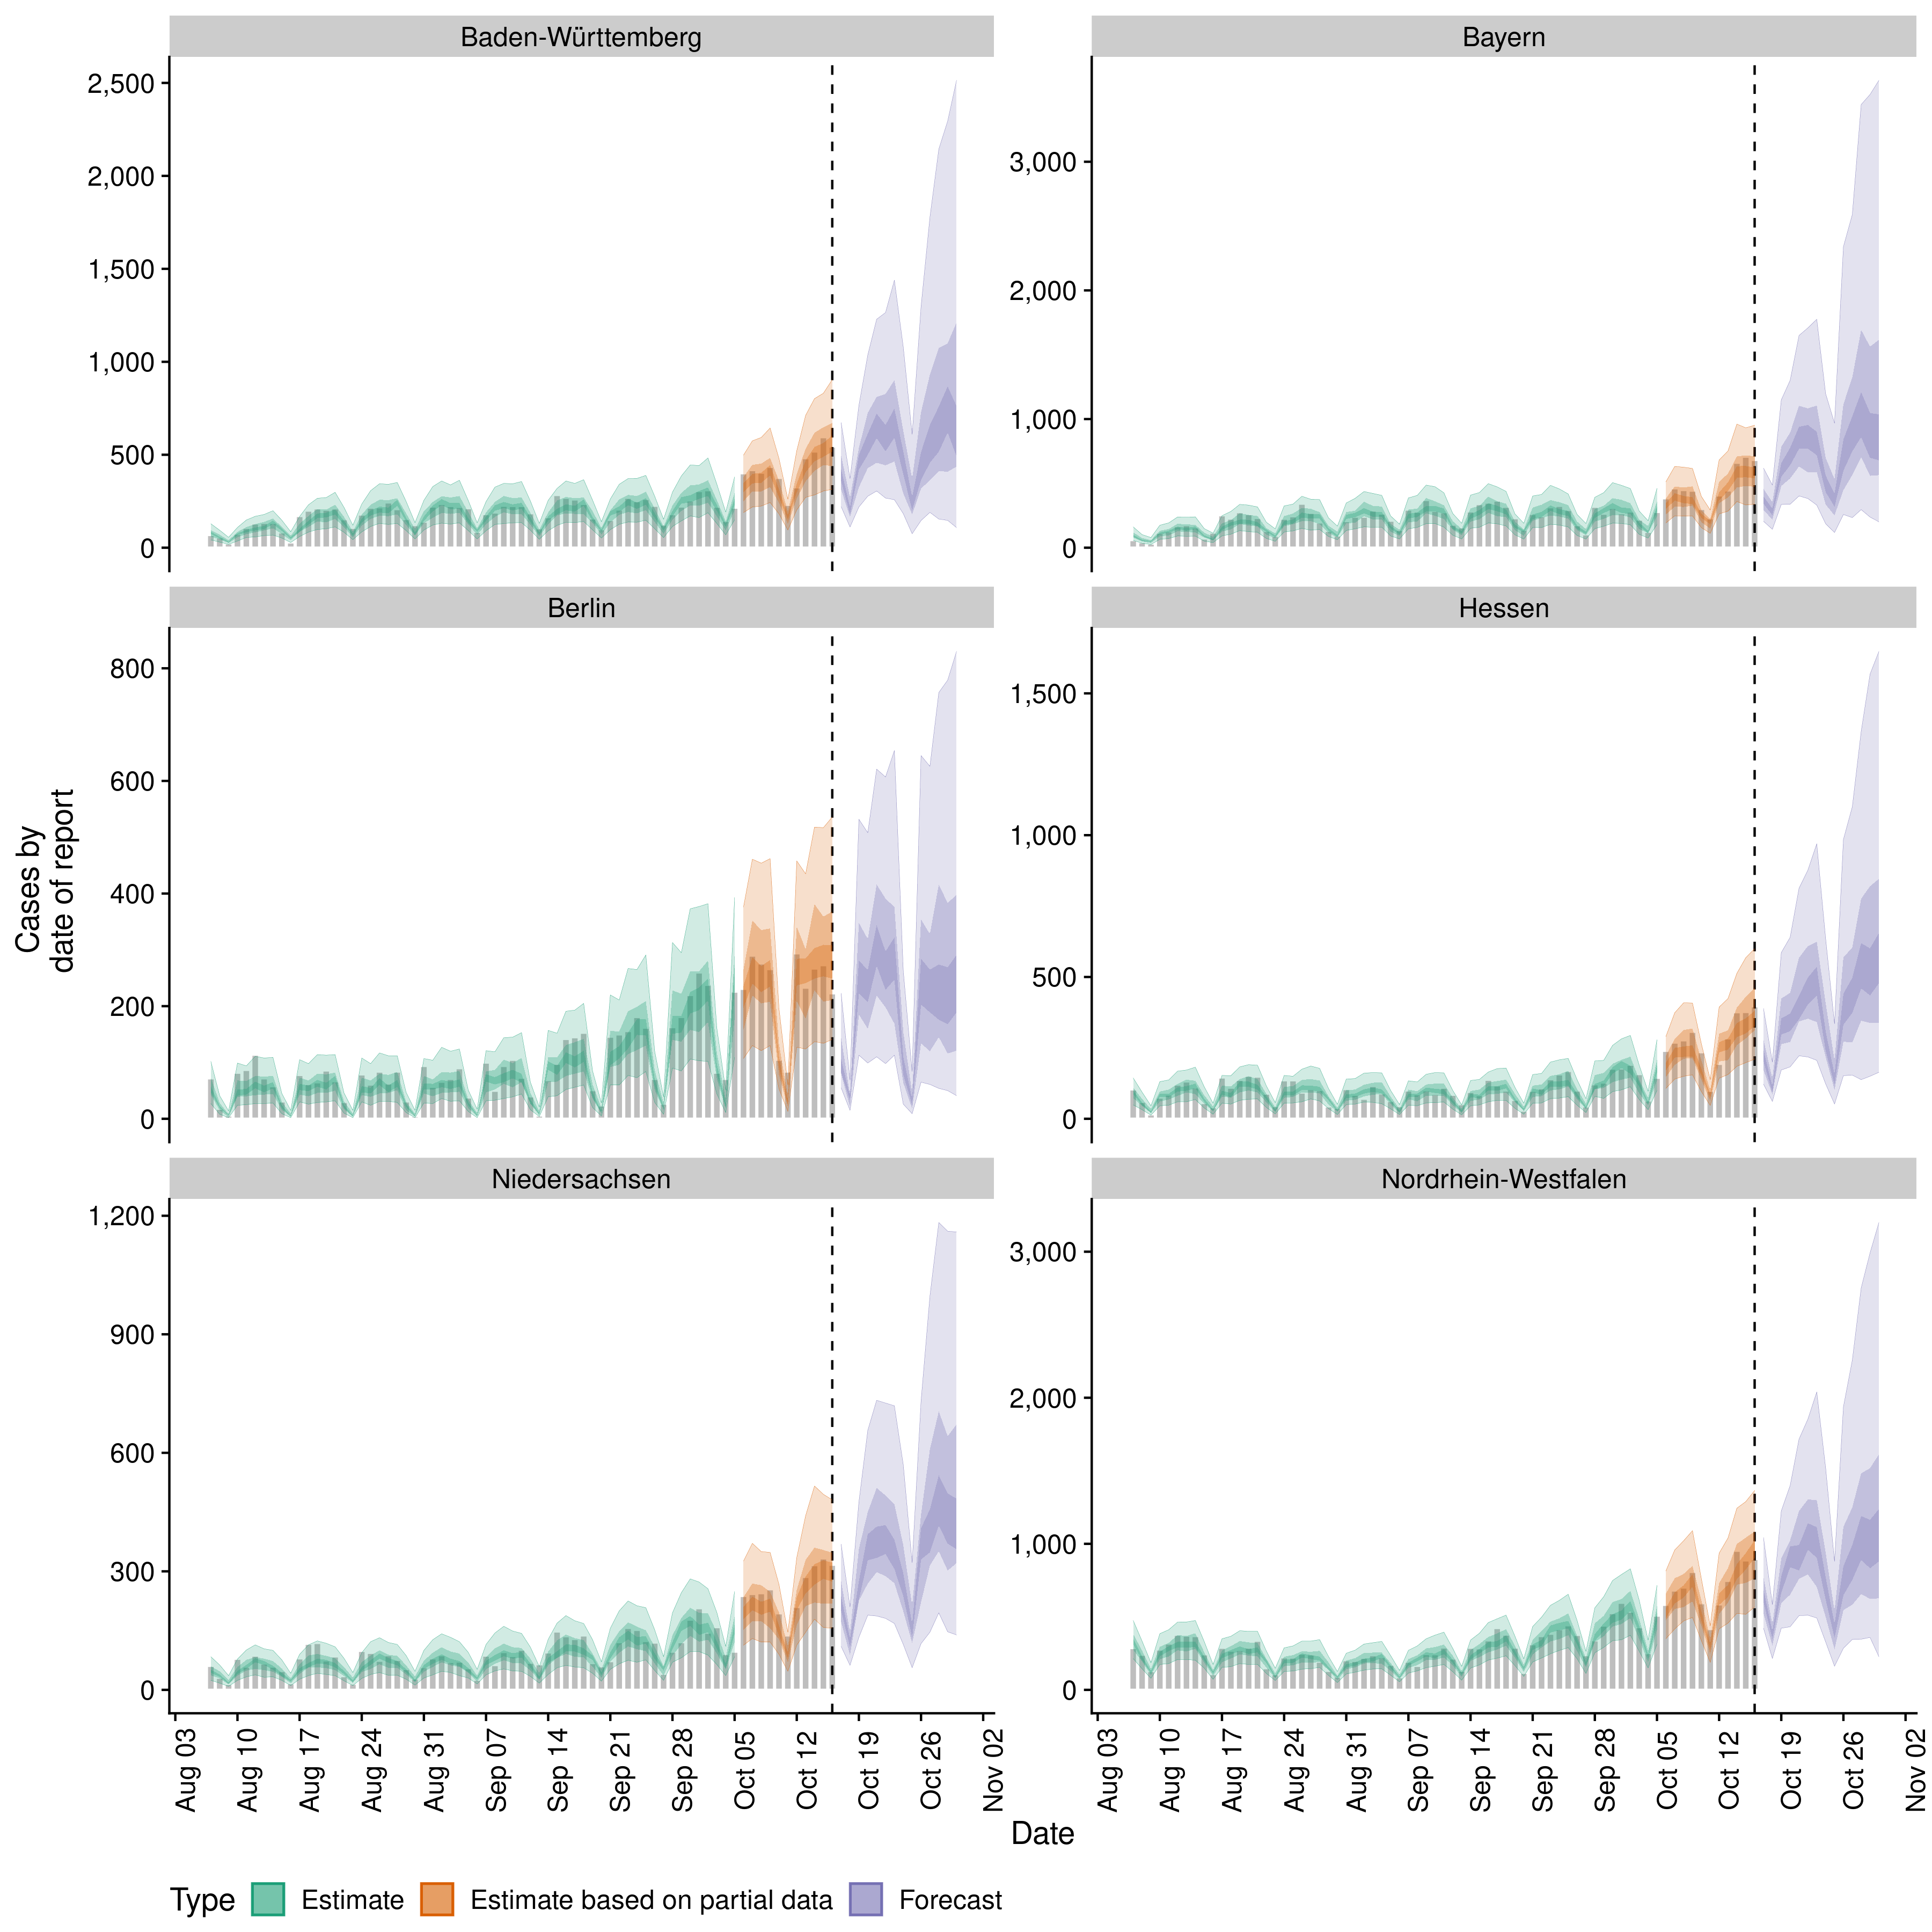 Baden-Württemberg
Bayern
2,500
2,000
1,500
1,000
500
0
3,000
2,000
1,000
0
Berlin
Hessen
800
600
400
200
0
1,500
1,000
500
0
Cases by
date of report
Niedersachsen
Nordrhein-Westfalen
1,200
900
600
300
0
3,000
2,000
1,000
0
Aug 03
Aug 10
Aug 17
Aug 24
Aug 31
Sep 07
Sep 14
Sep 21
Sep 28
Oct 05
Oct 12
Oct 19
Oct 26
Nov 02
Aug 03
Aug 10
Aug 17
Aug 24
Aug 31
Sep 07
Sep 14
Sep 21
Sep 28
Oct 05
Oct 12
Oct 19
Oct 26
Nov 02
Date
Type Estimate Estimate based on partial data Forecast